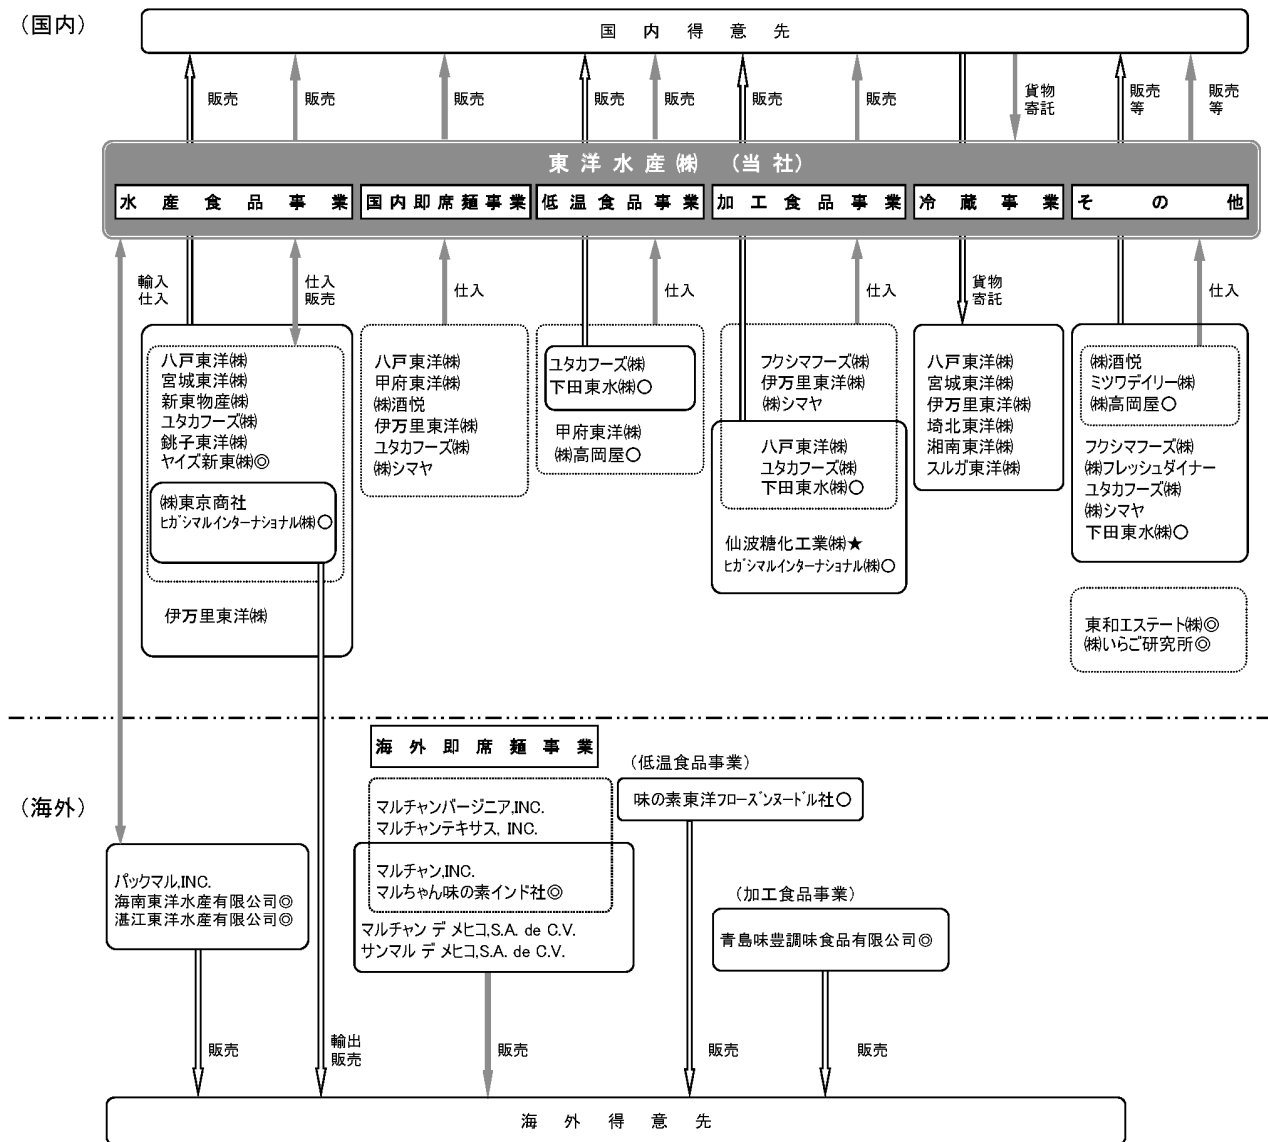 (国内)
国内得意先
販売
販売
販売
販売
販売
販売
販売
貨物
寄託
販売
等
販売
等
東洋水産㈱ (当社)
水産食品事業
国内即席麺事業
低温食品事業
加工食品事業
冷蔵事業
その他
輸入
仕入
仕入
販売
仕入
仕入
仕入
貨物
寄託
仕入
八戸東洋㈱
宮城東洋㈱
新東物産㈱
ユタカフーズ㈱
銚子東洋㈱
ヤイズ新東㈱◎
㈱東京商社
ヒガシマルインターナショナル㈱○
伊万里東洋㈱
八戸東洋㈱
甲府東洋㈱
㈱酒悦
伊万里東洋㈱
ユタカフーズ㈱
㈱シマヤ
ユタカフーズ㈱
下田東水㈱○
甲府東洋㈱
㈱高岡屋○
フクシマフーズ㈱
伊万里東洋㈱
㈱シマヤ
八戸東洋㈱
ユタカフーズ㈱
下田東水㈱○
仙波糖化工業㈱★
ヒガシマルインターナショナル㈱○
八戸東洋㈱
宮城東洋㈱
伊万里東洋㈱
埼北東洋㈱
湘南東洋㈱
スルガ東洋㈱
㈱酒悦
ミツワデイリー㈱
㈱高岡屋○
フクシマフーズ㈱
㈱フレッシュダイナー
ユタカフーズ㈱
㈱シマヤ
下田東水㈱○
東和エステート㈱◎
㈱いらご研究所◎
(海外)
海外即席麺事業
マルチャンバージニア,INC.
マルチャンテキサス, INC.
マルチャン,INC.
マルちゃん味の素インド社◎
マルチャン デ メヒコ,S.A. de C.V.
サンマル デ メヒコ,S.A. de C.V.
(低温食品事業)
味の素東洋フローズンヌードル社○
(加工食品事業)
青島味豊調味食品有限公司◎
パックマル,INC.
海南東洋水産有限公司◎
湛江東洋水産有限公司◎
販売
輸出
販売
販売
販売
販売
海外得意先